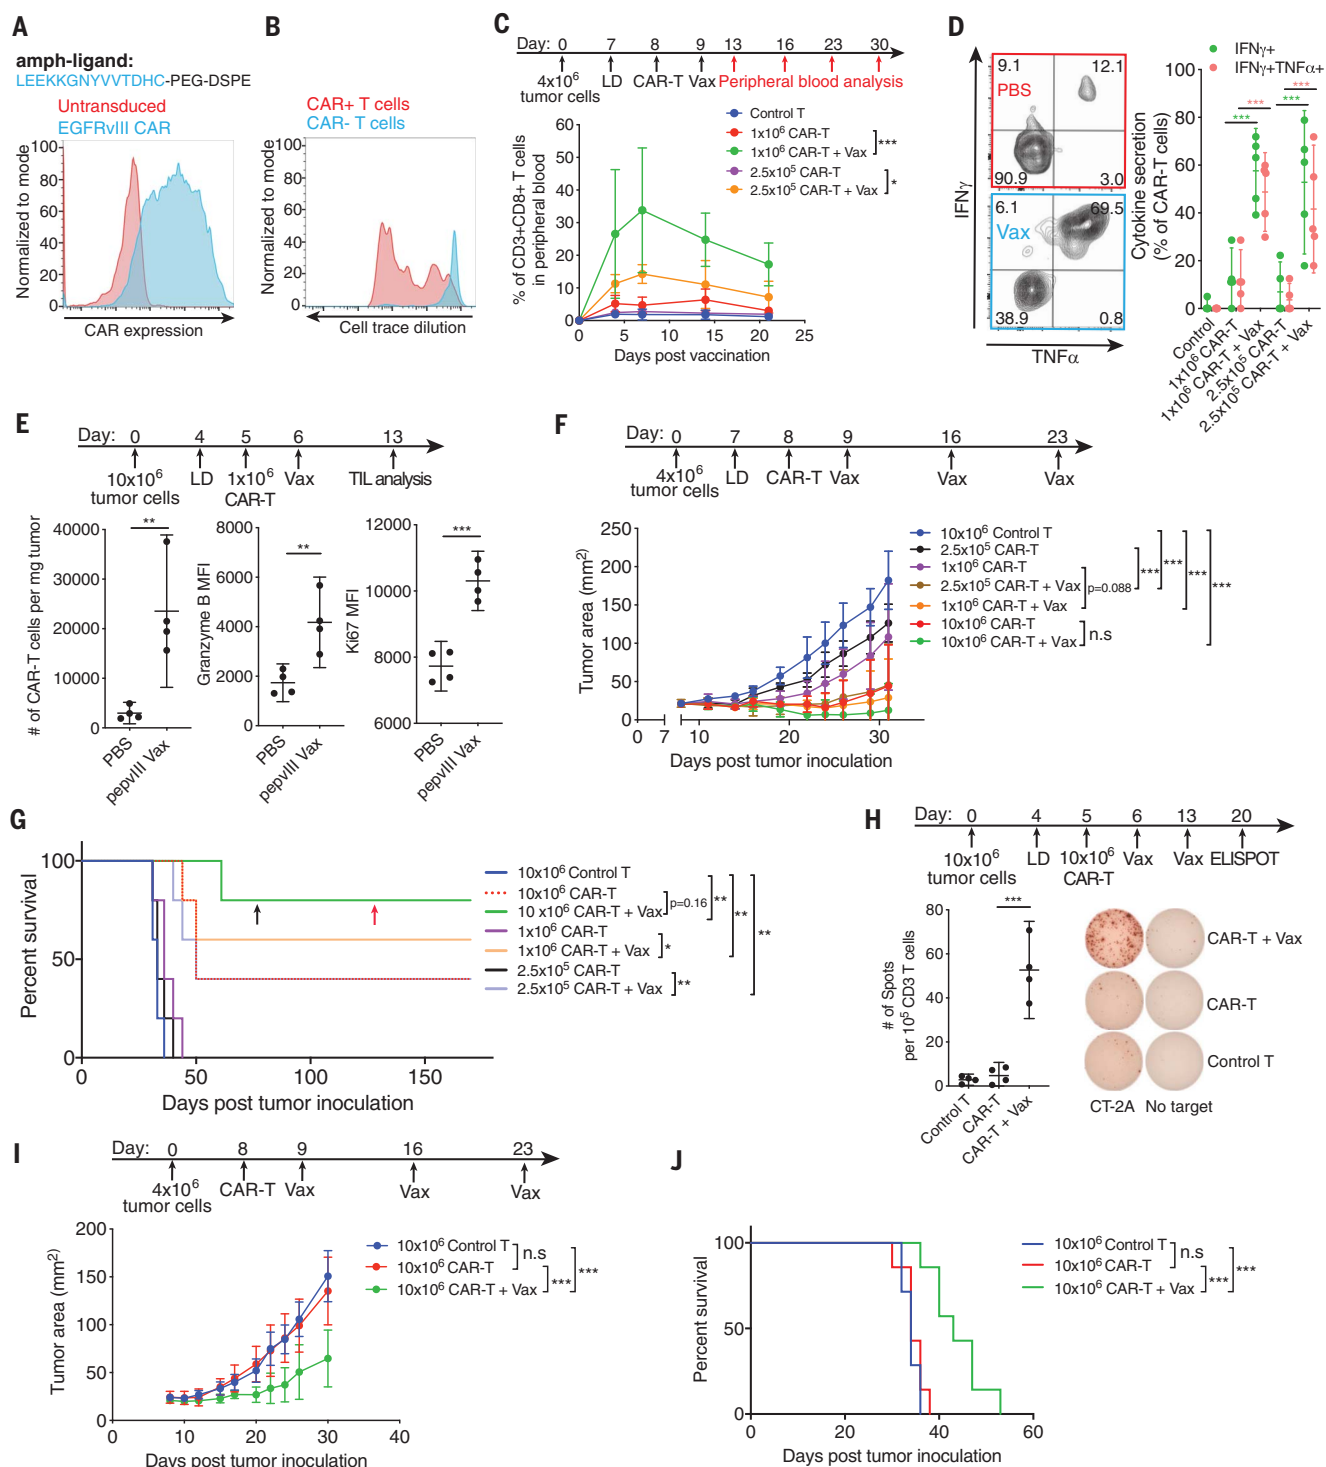 A
amph-ligand:
LEEKKGNYVVTDHC-PEG-DSPE
Untransduced
EGFRvIII CAR
Normalized to mode
100
80
60
40
20
0
CAR expression
B
CAR+ T cells
CAR- T cells
Normalized to mode
100
80
60
40
20
0
Cell trace dilution
C
Day: 0 7 8 9 13 16 23 30
4x10⁶ tumor cells
LD
CAR-T
Vax
Peripheral blood analysis
% of CD3+CD8+ T cells
in peripheral blood
60
50
40
30
20
10
0
0 5 10 15 20 25
Days post vaccination
Control T
1x10⁶ CAR-T
1x10⁶ CAR-T + Vax
2.5x10⁵ CAR-T
2.5x10⁵ CAR-T + Vax
***
*
D
9.1 12.1
PBS
90.9 3.0
6.1 69.5
Vax
38.9 0.8
IFNγ
TNFα
IFNγ+
IFNγ+TNFα+
Cytokine secretion
(% of CAR-T cells)
100
80
60
40
20
0
***
***
***
***
Control
1x10⁶ CAR-T
1x10⁶ CAR-T + Vax
2.5x10⁵ CAR-T
2.5x10⁵ CAR-T + Vax
E
Day: 0 4 5 6 13
10x10⁶
tumor cells
LD
1x10⁶
CAR-T
Vax
TIL analysis
# of CAR-T cells per mg tumor
40000
30000
20000
10000
0
**
PBS
pepvIII Vax
Granzyme B MFI
8000
6000
4000
2000
0
**
PBS
pepvIII Vax
Ki67 MFI
12000
10000
8000
6000
***
PBS
pepvIII Vax
F
Day: 0 7 8 9 16 23
4x10⁶
tumor cells
LD
CAR-T
Vax
Vax
Vax
Tumor area (mm²)
250
200
150
100
50
0
0 7 10 20 30
Days post tumor inoculation
10x10⁶ Control T
2.5x10⁵ CAR-T
1x10⁶ CAR-T
2.5x10⁵ CAR-T + Vax
1x10⁶ CAR-T + Vax
10x10⁶ CAR-T
10x10⁶ CAR-T + Vax
p=0.088
***
***
***
***
n.s
G
Percent survival
100
50
0
0 50 100 150
Days post tumor inoculation
10x10⁶ Control T
10x10⁶ CAR-T
10 x10⁶ CAR-T + Vax
1x10⁶ CAR-T
1x10⁶ CAR-T + Vax
2.5x10⁵ CAR-T
2.5x10⁵ CAR-T + Vax
p=0.16
*
**
**
**
**
H
Day: 0 4 5 6 13 20
10x10⁶
tumor cells
LD
10x10⁶
CAR-T
Vax
Vax
ELISPOT
# of Spots
per 10⁵ CD3 T cells
80
60
40
20
0
***
Control T
CAR-T
CAR-T + Vax
CAR-T + Vax
CAR-T
Control T
CT-2A No target
I
Day: 0 8 9 16 23
4x10⁶
tumor cells
CAR-T
Vax
Vax
Vax
Tumor area (mm²)
200
150
100
50
0
0 10 20 30 40
Days post tumor inoculation
10x10⁶ Control T
10x10⁶ CAR-T
10x10⁶ CAR-T + Vax
n.s
***
***
J
Percent survival
100
50
0
0 20 40 60
Days post tumor inoculation
10x10⁶ Control T
10x10⁶ CAR-T
10x10⁶ CAR-T + Vax
n.s
***
***